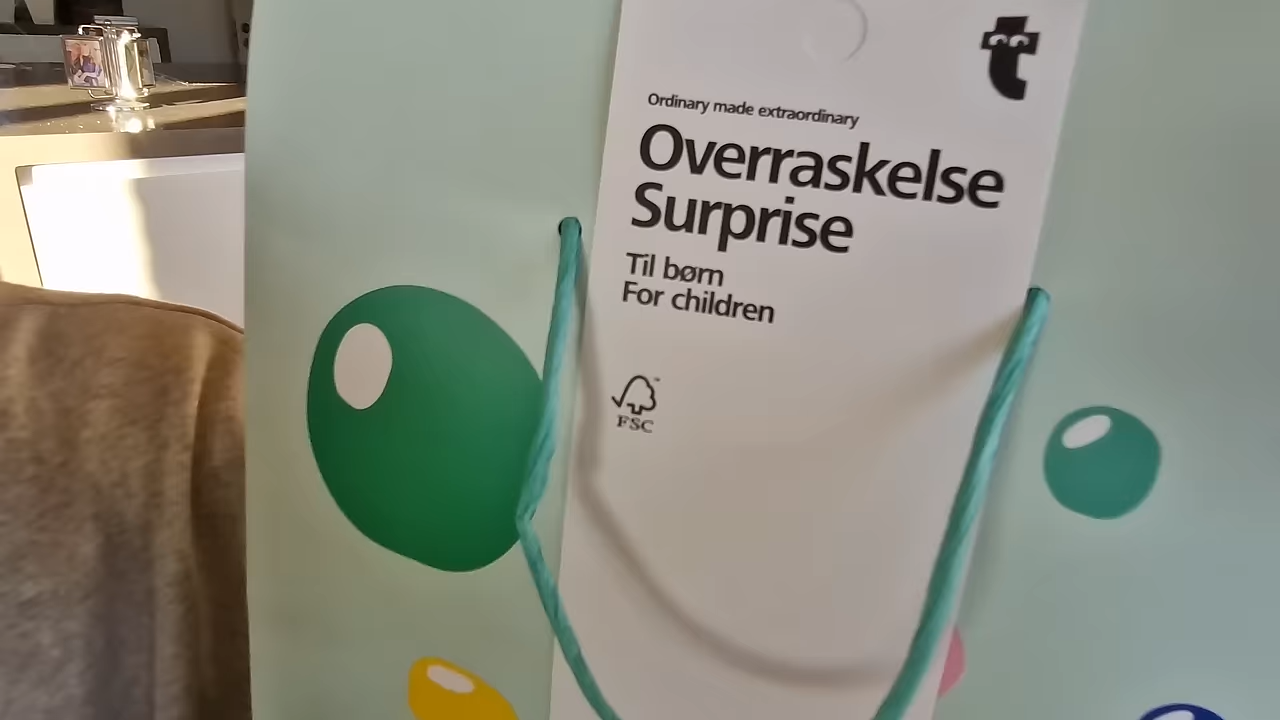 Ordinary made extraordinary
Overraskelse
Surprise
Til børn
For children
FSC